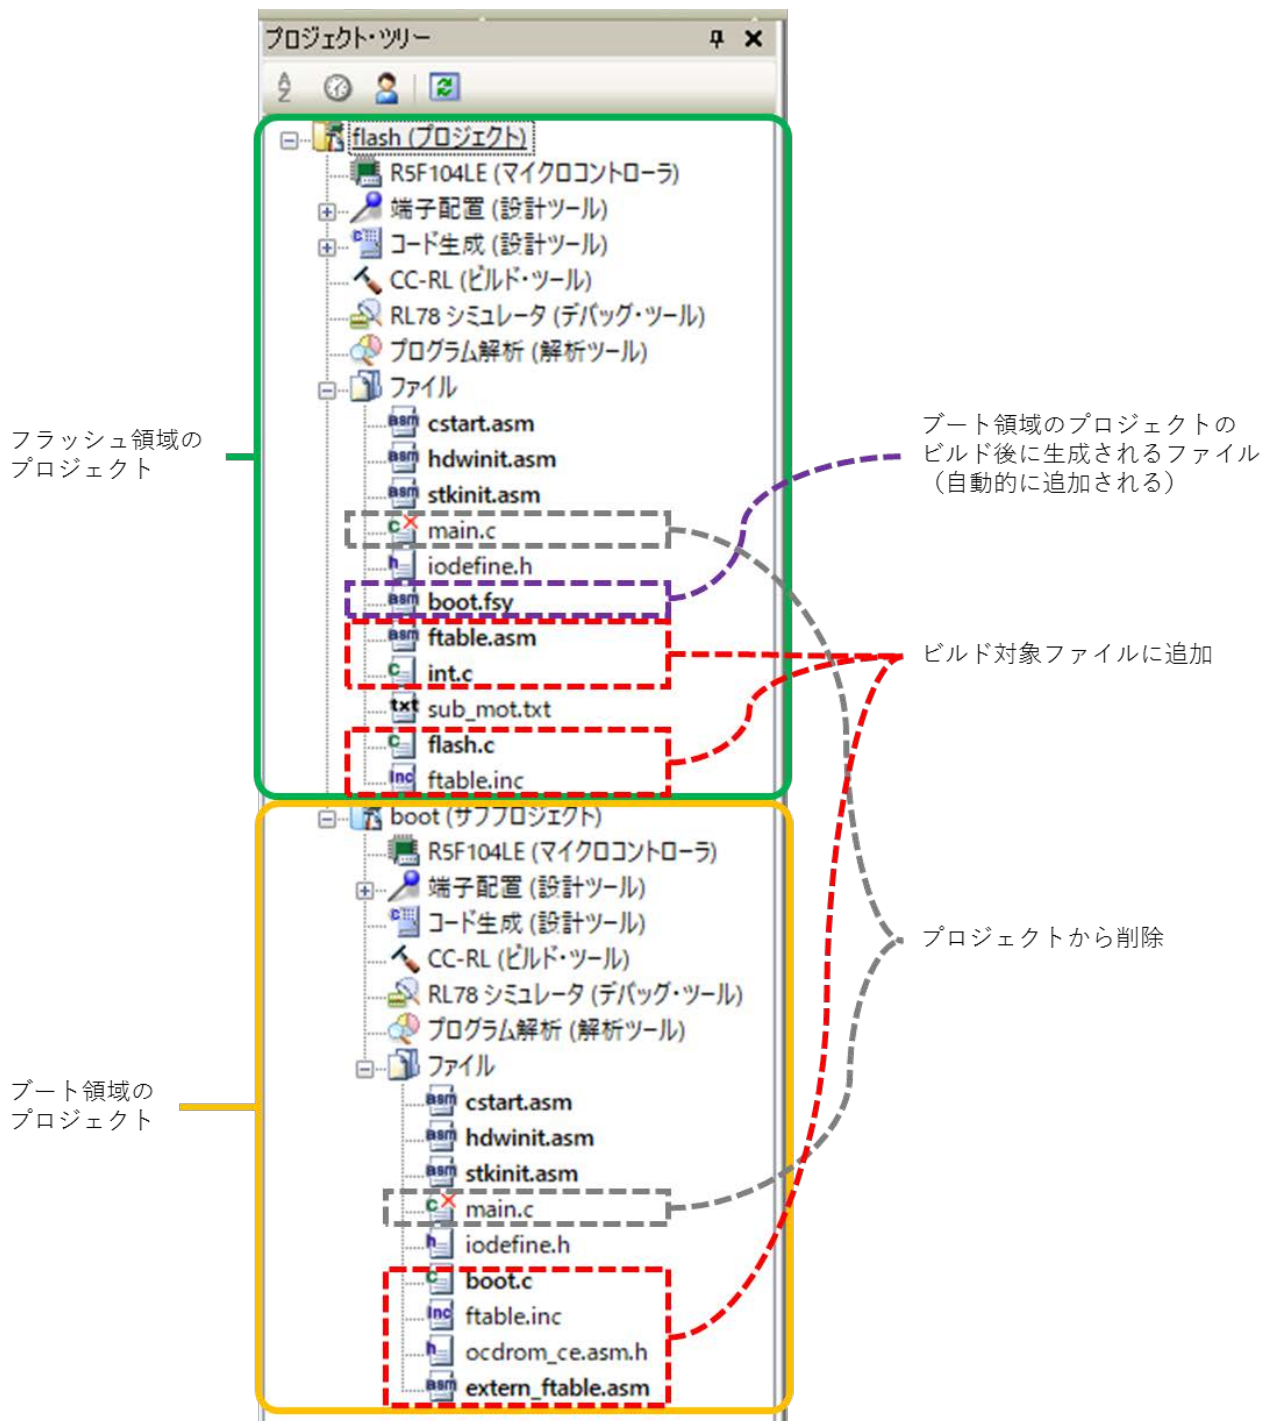 プロジェクト・ツリー
flash (プロジェクト)
R5F104LE (マイクロコントローラ)
端子配置 (設計ツール)
コード生成 (設計ツール)
CC-RL (ビルド・ツール)
RL78 シミュレータ (デバッグ・ツール)
プログラム解析 (解析ツール)
ファイル
cstart.asm
hdwinit.asm
stkinit.asm
main.c
iodefine.h
boot.fsy
ftable.asm
int.c
sub_mot.txt
flash.c
ftable.inc
boot (サブプロジェクト)
R5F104LE (マイクロコントローラ)
端子配置 (設計ツール)
コード生成 (設計ツール)
CC-RL (ビルド・ツール)
RL78 シミュレータ (デバッグ・ツール)
プログラム解析 (解析ツール)
ファイル
cstart.asm
hdwinit.asm
stkinit.asm
main.c
iodefine.h
boot.c
ftable.inc
ocdrom_ce.asm.h
extern_ftable.asm
フラッシュ領域の
プロジェクト
ブート領域の
プロジェクト
ブート領域のプロジェクトの
ビルド後に生成されるファイル
（自動的に追加される）
ビルド対象ファイルに追加
プロジェクトから削除